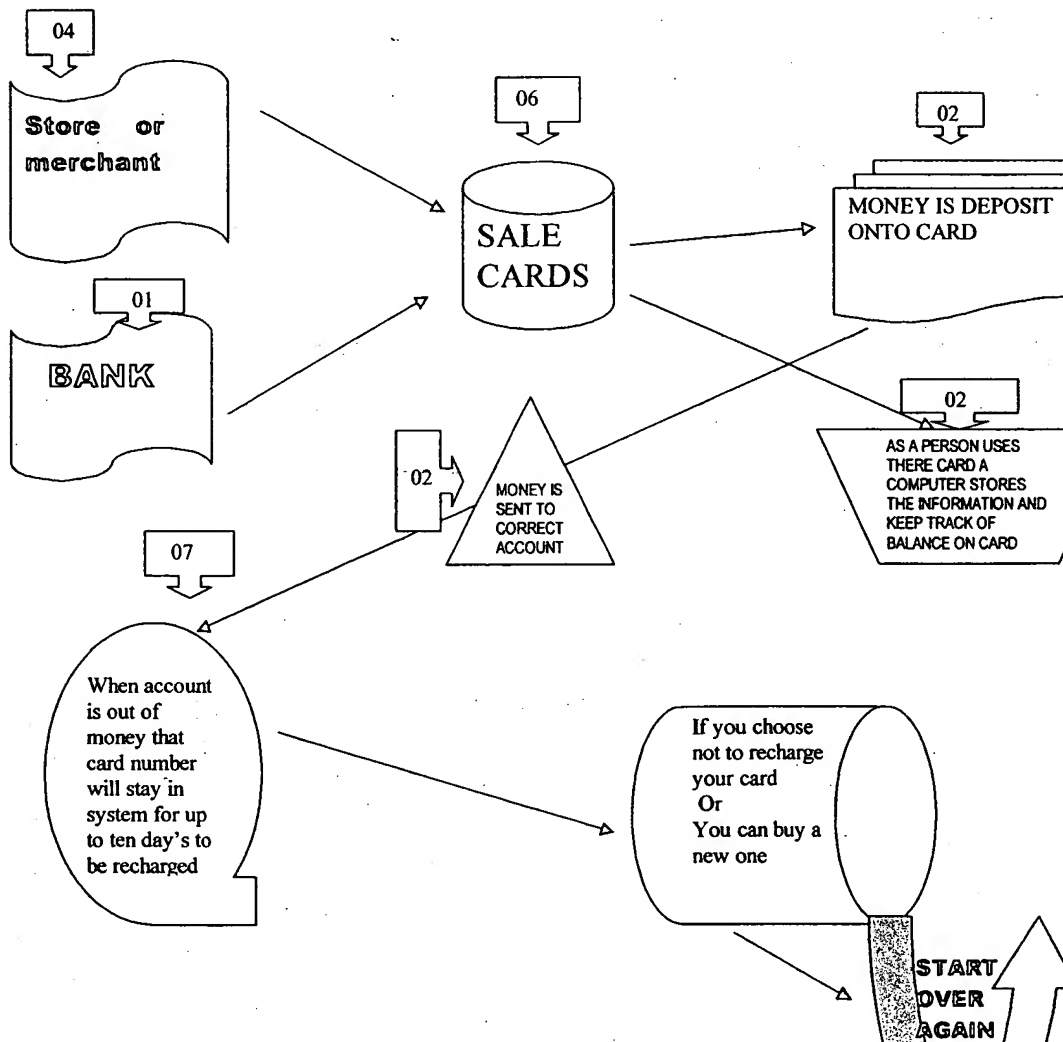 04
Store or
merchant
06
SALE
CARDS
02
MONEY IS DEPOSIT
ONTO CARD
01
BANK
02
MONEY IS
SENT TO
CORRECT
ACCOUNT
02
AS A PERSON USES
THERE CARD A
COMPUTER STORES
THE INFORMATION AND
KEEP TRACK OF
BALANCE ON CARD
07
When account
is out of
money that
card number
will stay in
system for up
to ten day's to
be recharged
If you choose
not to recharge
your card
Or
You can buy a
new one
START
OVER
AGAIN